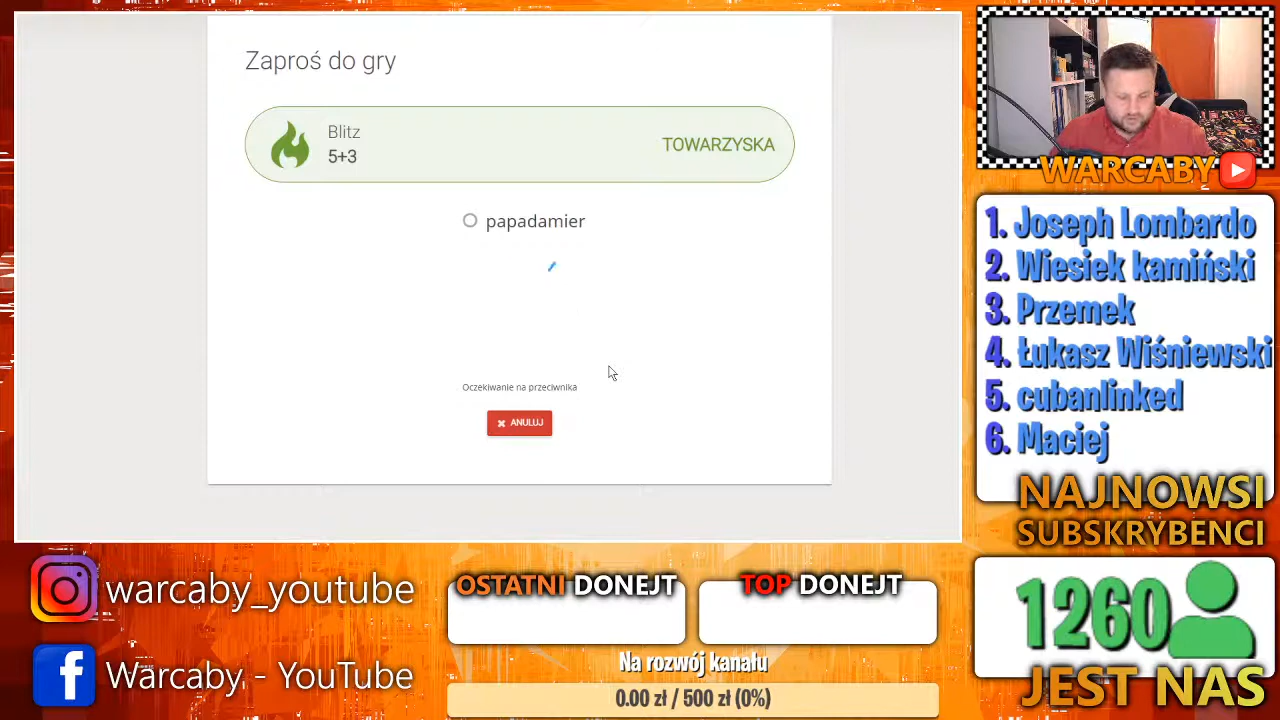 Zaproś do gry
Blitz
5+3
TOWARZYSKA
papadamier
Oczekiwanie na przeciwnika
ANULUJ
WARCABY
1. Joseph Lombardo
2. Wiesiek kamiński
3. Przemek
4. Łukasz Wiśniewski
5. cubanlinked
6. Maciej
NAJNOWSI
SUBSKRYBENCI
warcaby_youtube
Warcaby - YouTube
OSTATNI DONEJT
TOP DONEJT
Na rozwój kanału
0.00 zł / 500 zł (0%)
1260
JEST NAS